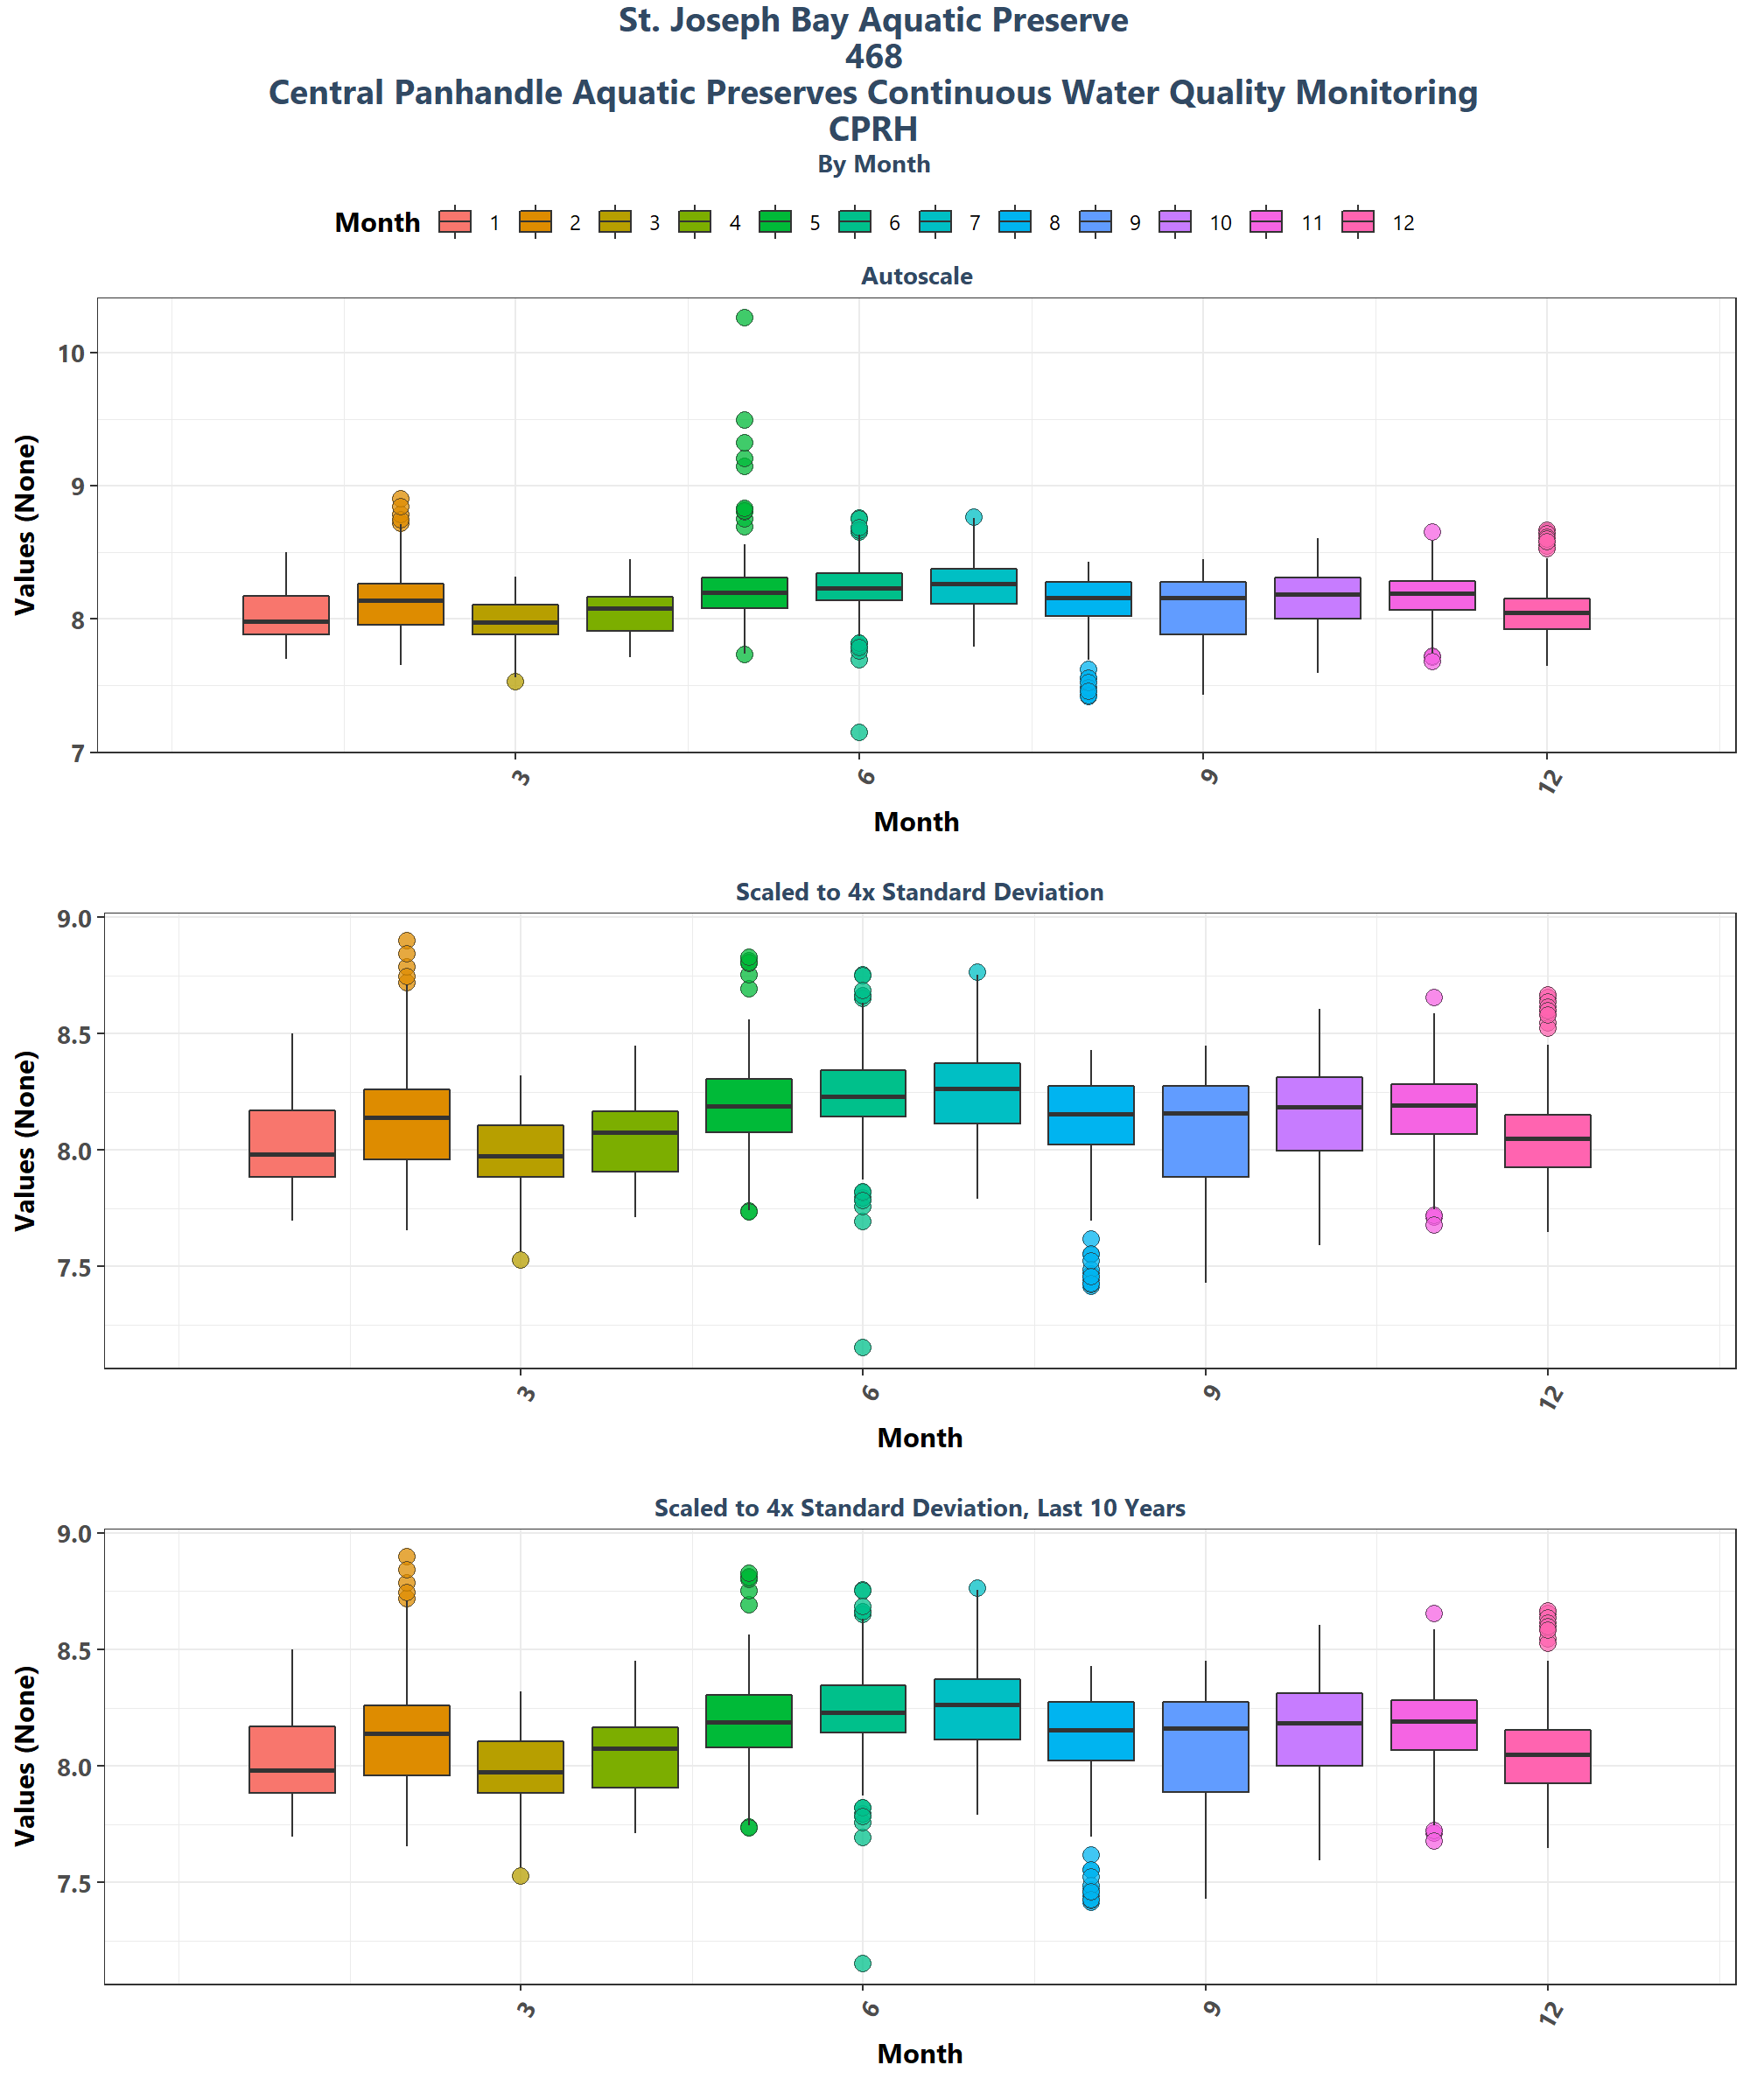 St. Joseph Bay Aquatic Preserve
468
Central Panhandle Aquatic Preserves Continuous Water Quality Monitoring
CPRH
By Month
Month 1 2 3 4 5 6 7 8 9 10 11 12
Autoscale
Values (None)
10
9
8
7
3 6 9 12
Month
Scaled to 4x Standard Deviation
Values (None)
9.0
8.5
8.0
7.5
3 6 9 12
Month
Scaled to 4x Standard Deviation, Last 10 Years
Values (None)
9.0
8.5
8.0
7.5
3 6 9 12
Month